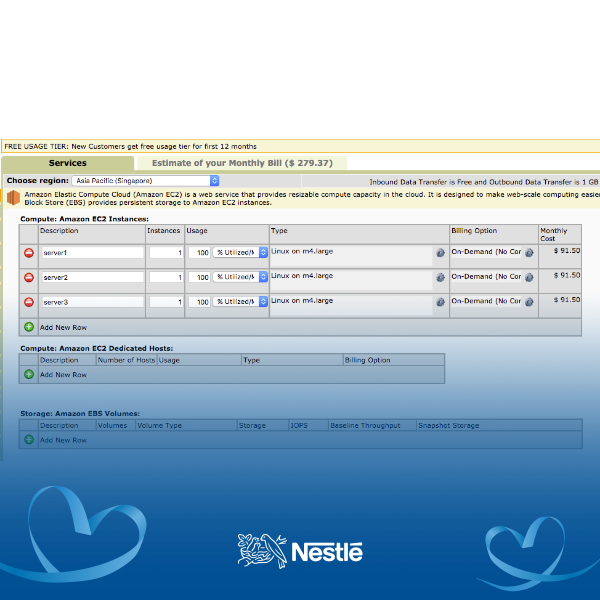 FREE USAGE TIER: New Customers get free usage tier for first 12 months
Services
Estimate of your Monthly Bill ($ 279.37)
Choose region: Asia Pacific (Singapore)
Inbound Data Transfer is Free and Outbound Data Transfer is 1 GB
Amazon Elastic Compute Cloud (Amazon EC2) is a web service that provides resizable compute capacity in the cloud. It is designed to make web-scale computing easier
Block Store (EBS) provides persistent storage to Amazon EC2 instances.
Compute: Amazon EC2 Instances:
Description Instances Usage Type Billing Option Monthly Cost
server1 1 100 % Utilized/M Linux on m4.large On-Demand (No Cor $ 91.50
server2 1 100 % Utilized/M Linux on m4.large On-Demand (No Cor $ 91.50
server3 1 100 % Utilized/M Linux on m4.large On-Demand (No Cor $ 91.50
Add New Row
Compute: Amazon EC2 Dedicated Hosts:
Description Number of Hosts Usage Type Billing Option
Add New Row
Storage: Amazon EBS Volumes:
Description Volumes Volume Type Storage IOPS Baseline Throughput Snapshot Storage
Add New Row
Nestlé